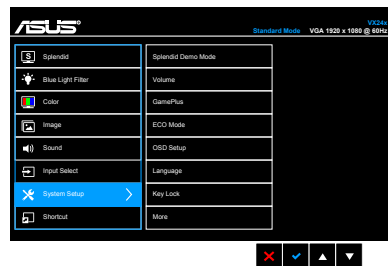 ASUS
VX24a
Standard Mode VGA 1920 x 1080 @ 60Hz
S Splendid
Blue Light Filter
Color
Image
Sound
Input Select
System Setup
Shortcut
Splendid Demo Mode
Volume
GamePlus
ECO Mode
OSD Setup
Language
Key Lock
More